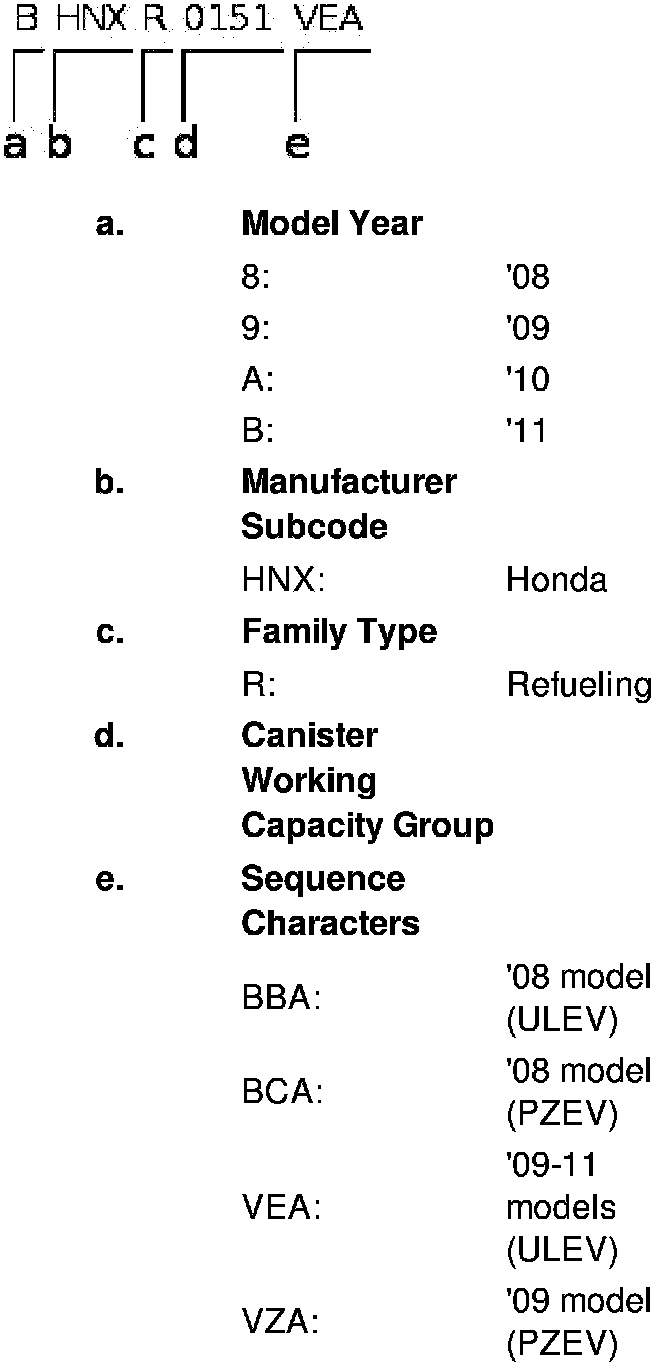 B HNX R 0151 VEA
a b c d e
a. Model Year
8: '08
9: '09
A: '10
B: '11
b. Manufacturer
Subcode
HNX: Honda
c. Family Type
R: Refueling
d. Canister
Working
Capacity Group
e. Sequence
Characters
BBA: '08 model
(ULEV)
BCA: '08 model
(PZEV)
'09-11
VEA: models
(ULEV)
VZA: '09 model
(PZEV)